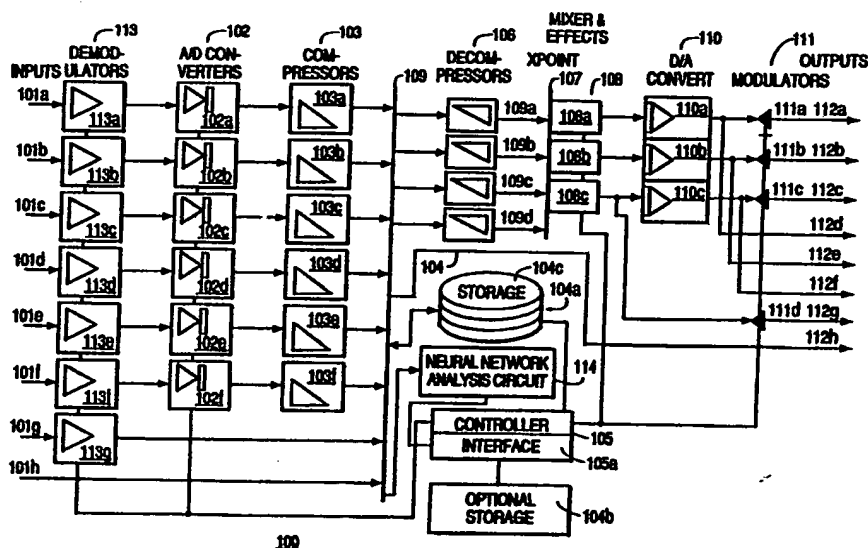 113
DEMOD-
ULATORS
102
A/D CON-
VERTERS
103
COM-
PRESSORS
106
DECOM-
PRESSORS
MIXER &
EFFECTS
XPOINT
110
D/A
CONVERT
111
MODULATORS
OUTPUTS
INPUTS
109
107
108
101a
113a
102a
103a
109a
108a
110a
111a 112a
101b
113b
102b
103b
109b
108b
110b
111b 112b
101c
113c
102c
103c
109c
108c
110c
111c 112c
109d
112d
101d
113d
102d
103d
104
104c
STORAGE
104a
112e
112f
111d 112g
112h
101e
113e
102e
103e
NEURAL NETWORK
ANALYSIS CIRCUIT
114
101f
113f
102f
103f
CONTROLLER
105
INTERFACE
105a
101g
113g
101h
OPTIONAL
STORAGE
104b
100